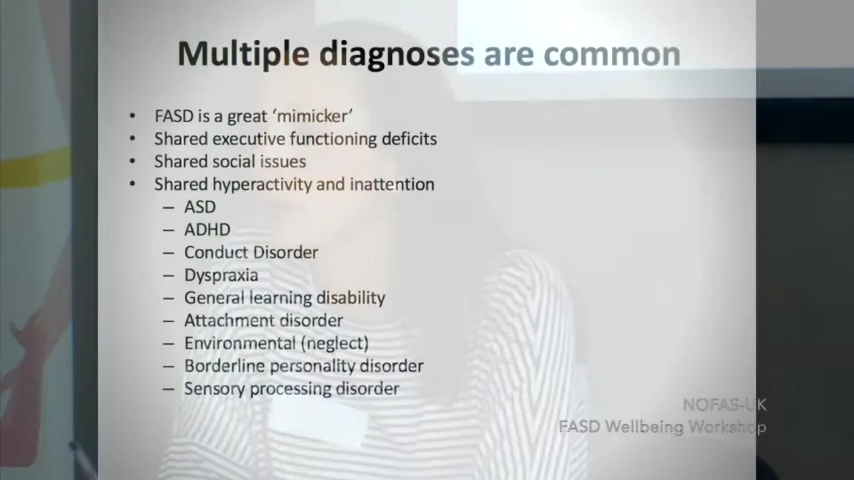 Multiple diagnoses are common
• FASD is a great ‘mimicker’
• Shared executive functioning deficits
• Shared social issues
• Shared hyperactivity and inattention
– ASD
– ADHD
– Conduct Disorder
– Dyspraxia
– General learning disability
– Attachment disorder
– Environmental (neglect)
– Borderline personality disorder
– Sensory processing disorder
NOFAS-UK
FASD Wellbeing Workshop